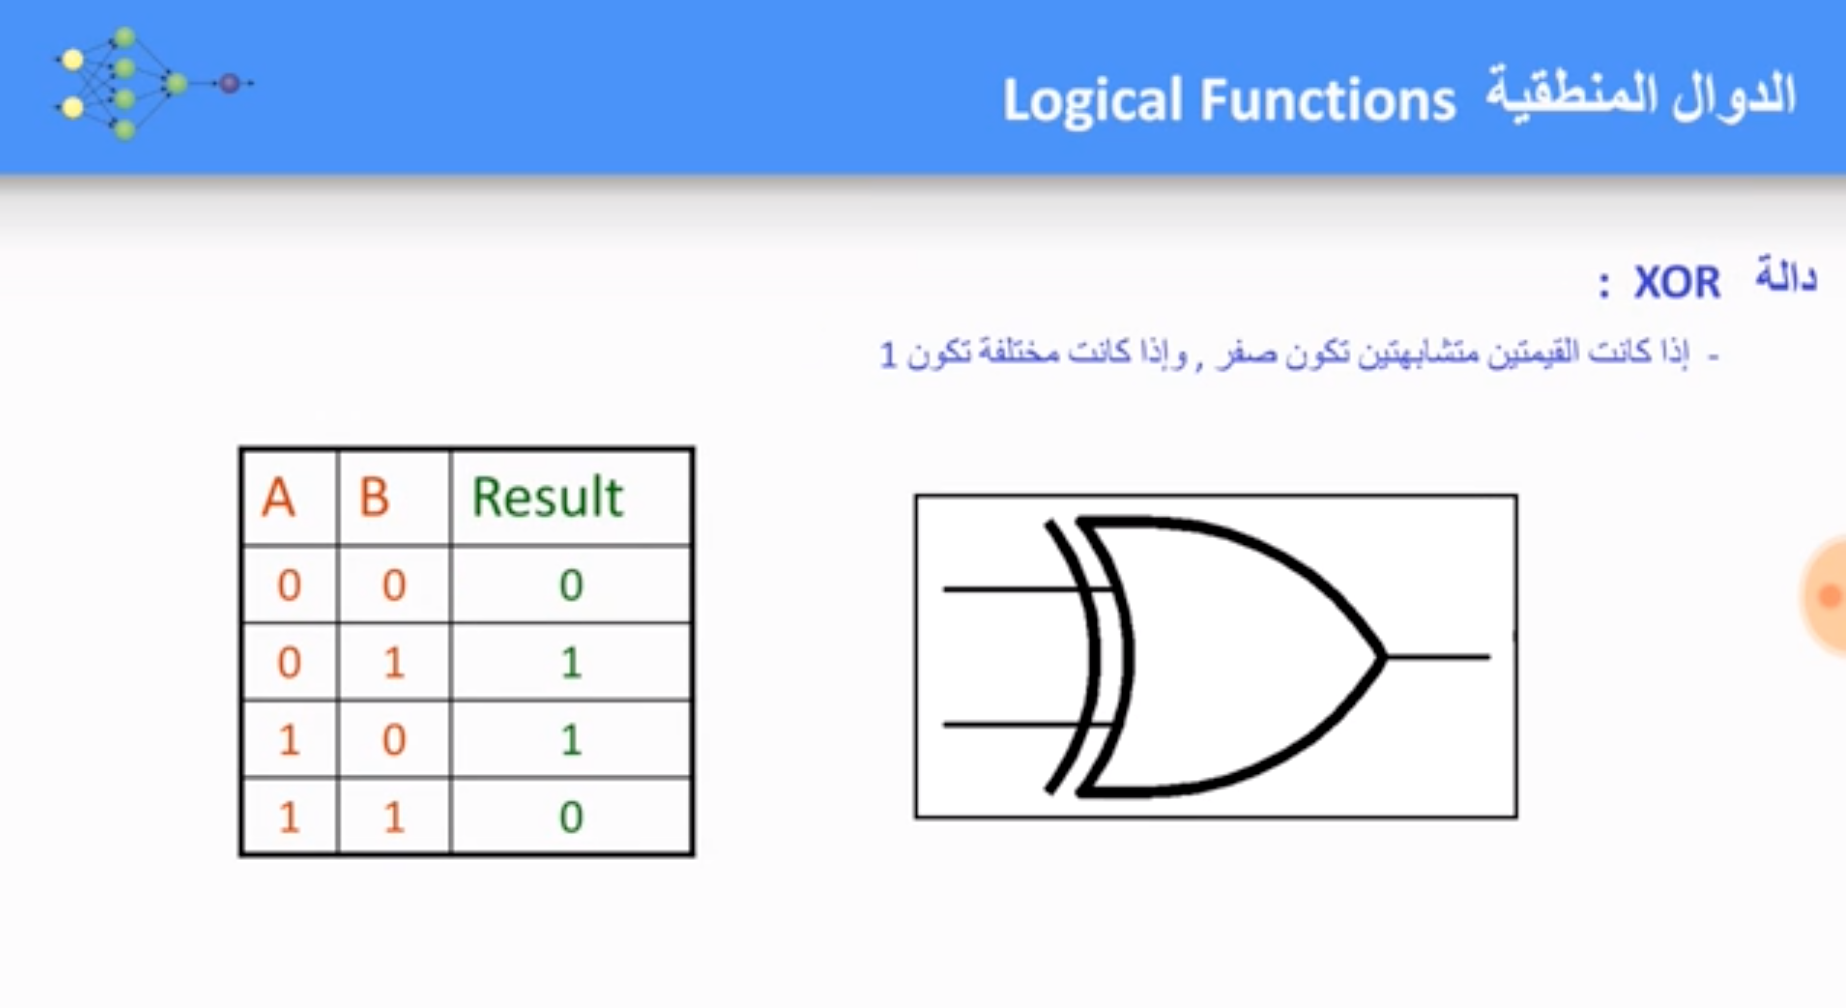 الدوال المنطقية Logical Functions
دالة XOR :
- إذا كانت القيمتين متشابهتين تكون صفر , وإذا كانت مختلفة تكون 1
A B Result
0 0 0
0 1 1
1 0 1
1 1 0